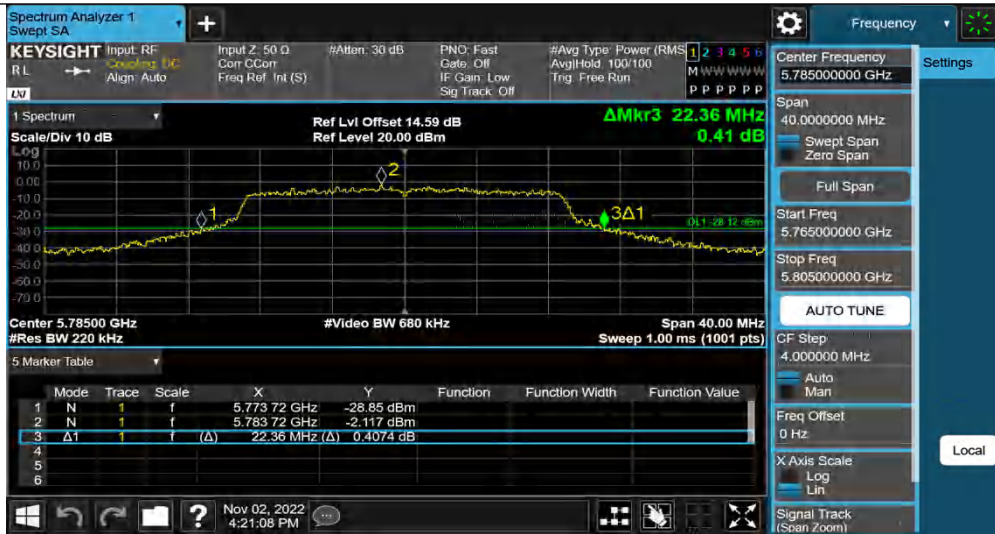 Spectrum Analyzer 1
Swept SA
+
Frequency
KEYSIGHT
RL
LXI
Input: RF
Coupling: DC
Align: Auto
Input Z: 50 Ω
Corr CCorr
Freq Ref: Int (S)
#Atten: 30 dB
PNO: Fast
Gate: Off
IF Gain: Low
Sig Track: Off
#Avg Type: Power (RMS
Avg|Hold: 100/100
Trig: Free Run
1 2 3 4 5 6
M W W W W W
P P P P P P
1 Spectrum
Scale/Div 10 dB
Ref Lvl Offset 14.59 dB
Ref Level 20.00 dBm
ΔMkr3 22.36 MHz
0.41 dB
Log
10.0
0.00
-10.0
-20.0
-30.0
-40.0
-50.0
-60.0
-70.0
1
2
3Δ1
DL1 -28.12 dBm
Center 5.78500 GHz
#Res BW 220 kHz
#Video BW 680 kHz
Span 40.00 MHz
Sweep 1.00 ms (1001 pts)
5 Marker Table
Mode Trace Scale X Y Function Function Width Function Value
1 N 1 f 5.773 72 GHz -28.85 dBm
2 N 1 f 5.783 72 GHz -2.117 dBm
3 Δ1 1 f (Δ) 22.36 MHz (Δ) 0.4074 dB
4
5
6
Nov 02, 2022
4:21:08 PM
?
Center Frequency
5.785000000 GHz
Span
40.0000000 MHz
Swept Span
Zero Span
Full Span
Start Freq
5.765000000 GHz
Stop Freq
5.805000000 GHz
AUTO TUNE
CF Step
4.000000 MHz
Auto
Man
Freq Offset
0 Hz
X Axis Scale
Log
Lin
Signal Track
(Span Zoom)
Settings
Local